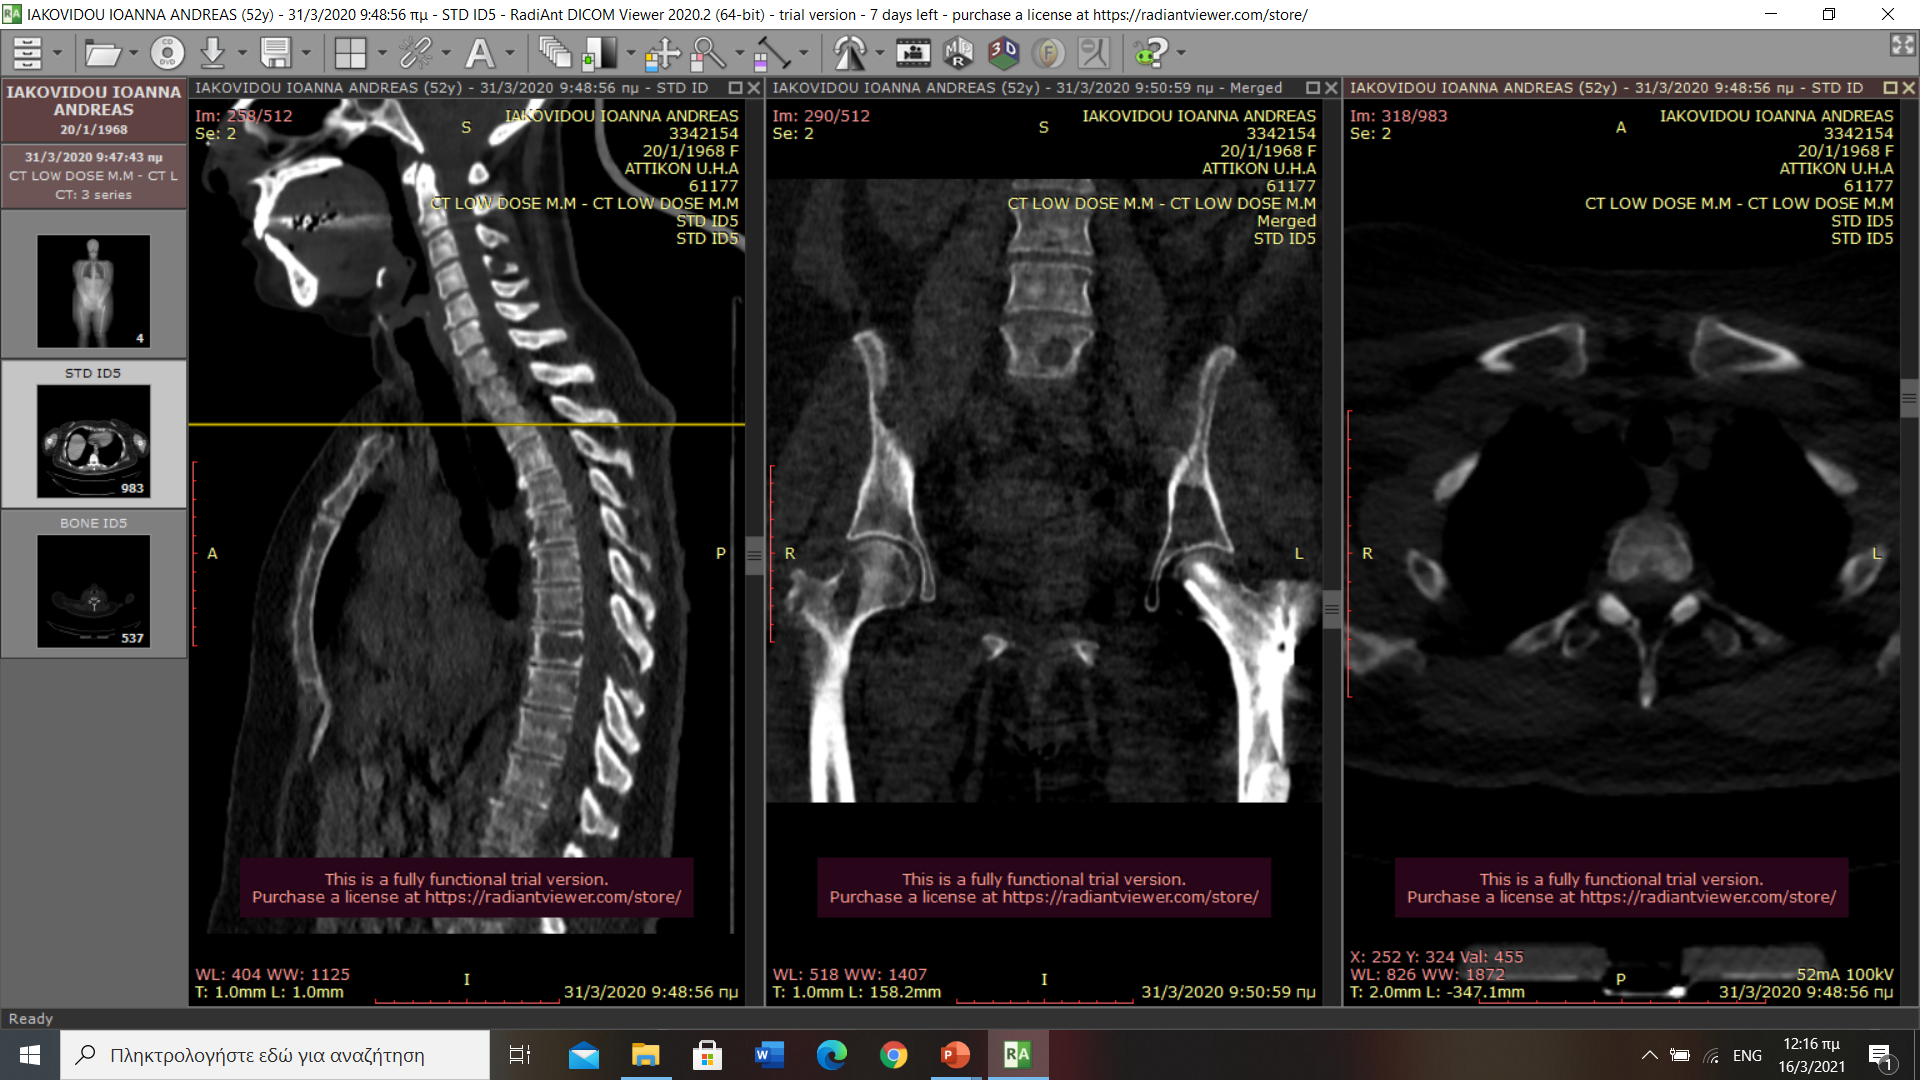 IAKOVIDOU IOANNA ANDREAS (52y) - 31/3/2020 9:48:56 πμ - STD ID5 - RadiAnt DICOM Viewer 2020.2 (64-bit) - trial version - 7 days left - purchase a license at https://radiantviewer.com/store/
IAKOVIDOU IOANNA
ANDREAS
20/1/1968
31/3/2020 9:47:43 πμ
CT LOW DOSE M.M - CT L
CT: 3 series
4
STD ID5
983
BONE ID5
537
IAKOVIDOU IOANNA ANDREAS (52y) - 31/3/2020 9:48:56 πμ - STD ID
Im: 258/512
Se: 2
S
IAKOVIDOU IOANNA ANDREAS
3342154
20/1/1968 F
ATTIKON U.H.A
61177
CT LOW DOSE M.M - CT LOW DOSE M.M
STD ID5
STD ID5
A
P
This is a fully functional trial version.
Purchase a license at https://radiantviewer.com/store/
WL: 404 WW: 1125
T: 1.0mm L: 1.0mm
I
31/3/2020 9:48:56 πμ
IAKOVIDOU IOANNA ANDREAS (52y) - 31/3/2020 9:50:59 πμ - Merged
Im: 290/512
Se: 2
S
IAKOVIDOU IOANNA ANDREAS
3342154
20/1/1968 F
ATTIKON U.H.A
61177
CT LOW DOSE M.M - CT LOW DOSE M.M
Merged
STD ID5
R
L
This is a fully functional trial version.
Purchase a license at https://radiantviewer.com/store/
WL: 518 WW: 1407
T: 1.0mm L: 158.2mm
I
31/3/2020 9:50:59 πμ
IAKOVIDOU IOANNA ANDREAS (52y) - 31/3/2020 9:48:56 πμ - STD ID
Im: 318/983
Se: 2
A
IAKOVIDOU IOANNA ANDREAS
3342154
20/1/1968 F
ATTIKON U.H.A
61177
CT LOW DOSE M.M - CT LOW DOSE M.M
STD ID5
STD ID5
R
L
This is a fully functional trial version.
Purchase a license at https://radiantviewer.com/store/
X: 252 Y: 324 Val: 455
WL: 826 WW: 1872
T: 2.0mm L: -347.1mm
P
52mA 100kV
31/3/2020 9:48:56 πμ
Ready
Πληκτρολογήστε εδώ για αναζήτηση
ENG
12:16 πμ
16/3/2021
1